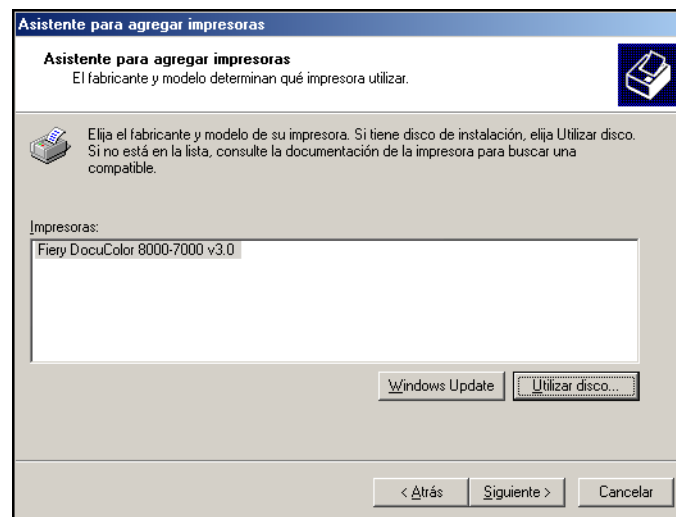 Asistente para agregar impresoras
Asistente para agregar impresoras
El fabricante y modelo determinan qué impresora utilizar.
Elija el fabricante y modelo de su impresora. Si tiene disco de instalación, elija Utilizar disco.
Si no está en la lista, consulte la documentación de la impresora para buscar una
compatible.
Impresoras:
Fiery DocuColor 8000-7000 v3.0
Windows Update
Utilizar disco...
< Atrás
Siguiente >
Cancelar